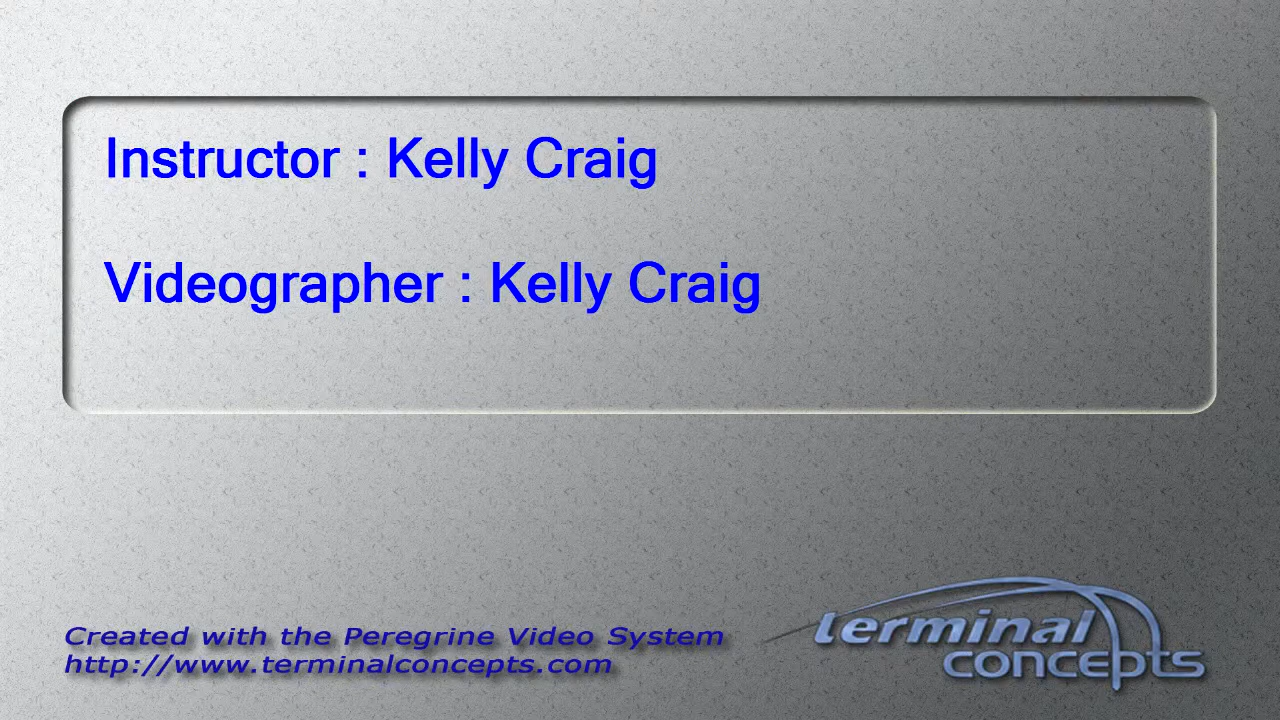 Instructor : Kelly Craig
Videographer : Kelly Craig
Created with the Peregrine Video System
http://www.terminalconcepts.com
terminal
concepts